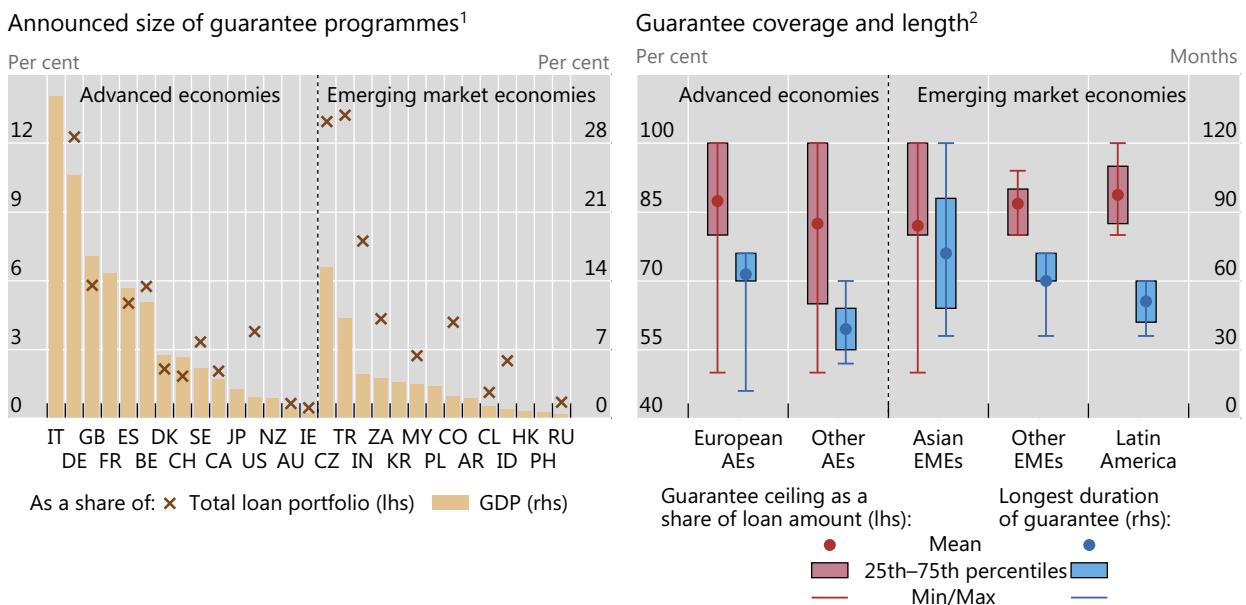 Announced size of guarantee programmes¹
Per cent
Per cent
Advanced economies
Emerging market economies
12
9
6
3
0
28
21
14
7
0
IT GB ES DK SE JP NZ IE TR ZA MY CO CL HK RU
DE FR BE CH CA US AU CZ IN KR PL AR ID PH
As a share of: × Total loan portfolio (lhs) GDP (rhs)
Guarantee coverage and length²
Per cent
Months
Advanced economies
Emerging market economies
100
85
70
55
40
120
90
60
30
0
European Other Asian Other Latin
AEs AEs EMEs EMEs America
Guarantee ceiling as a
share of loan amount (lhs):
Longest duration
of guarantee (rhs):
Mean
25th–75th percentiles
Min/Max